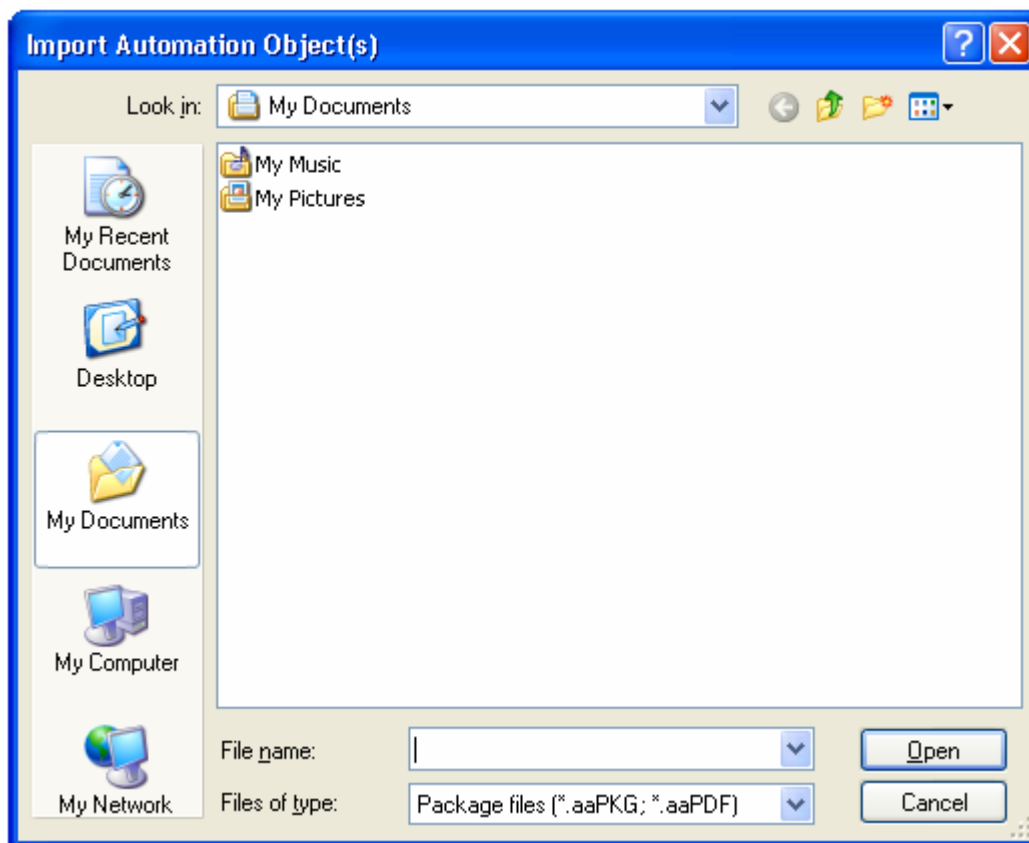 Import Automation Object(s)
Look in: My Documents
My Music
My Pictures
My Recent
Documents
Desktop
My Documents
My Computer
My Network
File name:
Open
Files of type: Package files (*.aaPKG; *.aaPDF)
Cancel